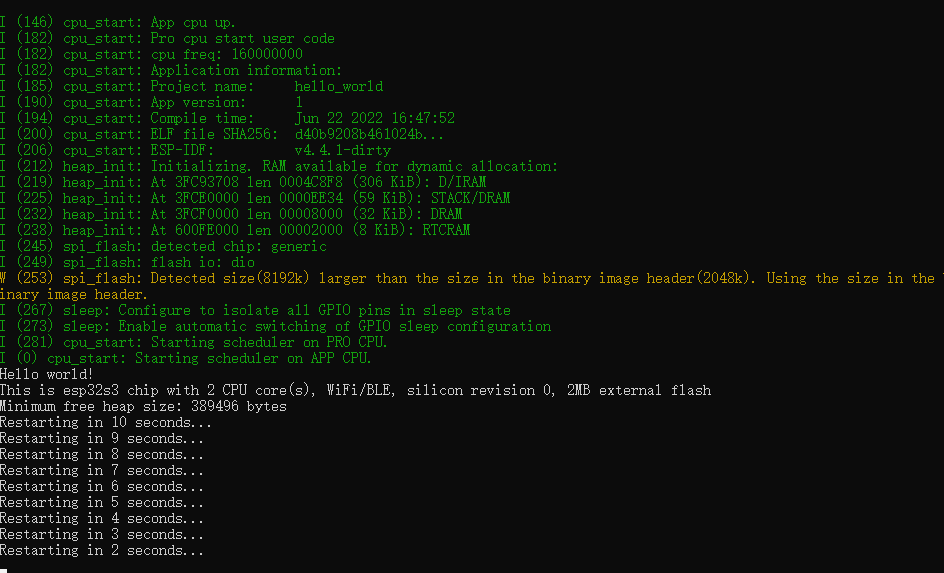 I (146) cpu_start: App cpu up.
I (182) cpu_start: Pro cpu start user code
I (182) cpu_start: cpu freq: 160000000
I (182) cpu_start: Application information:
I (185) cpu_start: Project name:     hello_world
I (190) cpu_start: App version:      1
I (194) cpu_start: Compile time:     Jun 22 2022 16:47:52
I (200) cpu_start: ELF file SHA256:  d40b9208b461024b...
I (206) cpu_start: ESP-IDF:          v4.4.1-dirty
I (212) heap_init: Initializing. RAM available for dynamic allocation:
I (219) heap_init: At 3FC93708 len 0004C8F8 (306 KiB): D/IRAM
I (225) heap_init: At 3FCE0000 len 0000EE34 (59 KiB): STACK/DRAM
I (232) heap_init: At 3FCF0000 len 00008000 (32 KiB): DRAM
I (238) heap_init: At 600FE000 len 00002000 (8 KiB): RTCRAM
I (245) spi_flash: detected chip: generic
I (249) spi_flash: flash io: dio
W (253) spi_flash: Detected size(8192k) larger than the size in the binary image header(2048k). Using the size in the b
inary image header.
I (267) sleep: Configure to isolate all GPIO pins in sleep state
I (273) sleep: Enable automatic switching of GPIO sleep configuration
I (281) cpu_start: Starting scheduler on PRO CPU.
I (0) cpu_start: Starting scheduler on APP CPU.
Hello world!
This is esp32s3 chip with 2 CPU core(s), WiFi/BLE, silicon revision 0, 2MB external flash
Minimum free heap size: 389496 bytes
Restarting in 10 seconds...
Restarting in 9 seconds...
Restarting in 8 seconds...
Restarting in 7 seconds...
Restarting in 6 seconds...
Restarting in 5 seconds...
Restarting in 4 seconds...
Restarting in 3 seconds...
Restarting in 2 seconds...